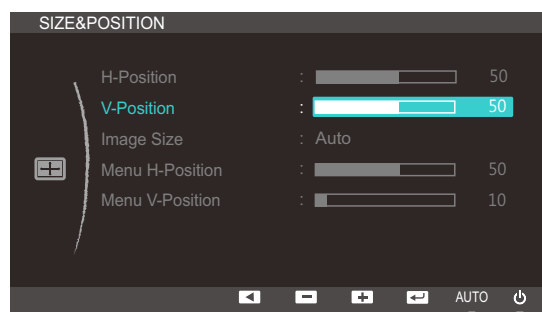 SIZE&POSITION
H-Position : 50
V-Position : 50
Image Size : Auto
Menu H-Position : 50
Menu V-Position : 10
AUTO